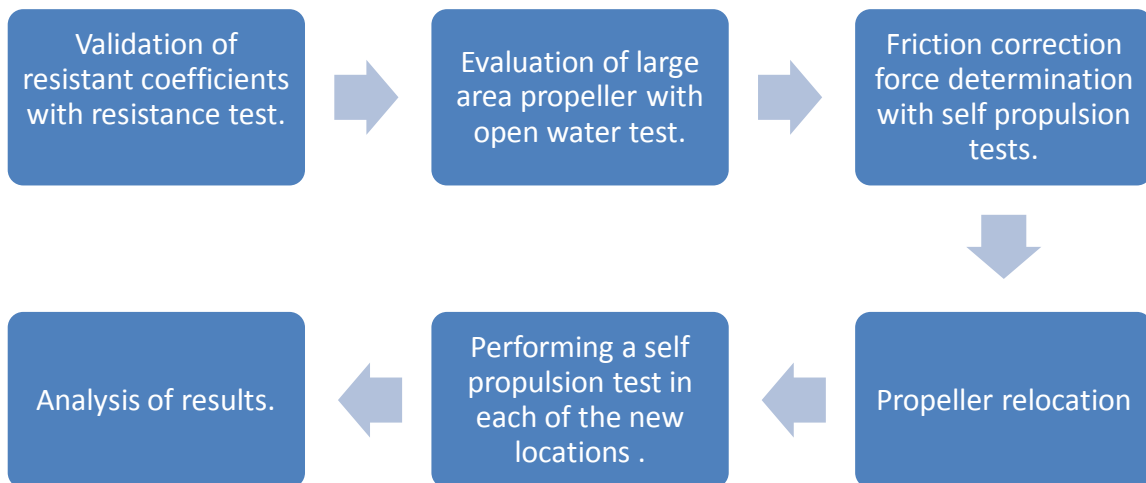 Validation of
resistant coefficients
with resistance test.
Evaluation of large
area propeller with
open water test.
Friction correction
force determination
with self propulsion
tests.
Propeller relocation
Performing a self
propulsion test in
each of the new
locations .
Analysis of results.